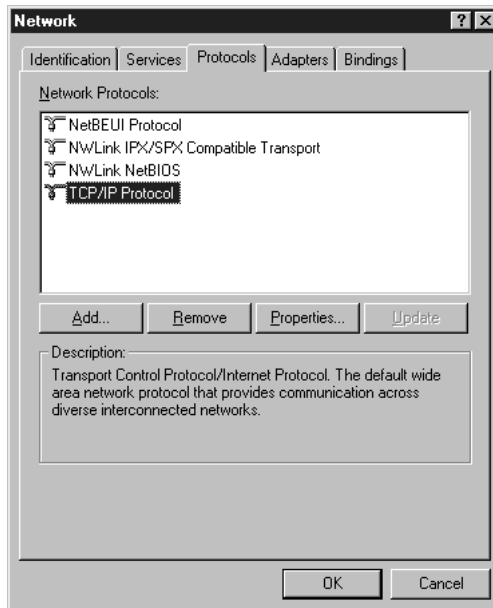 Network
Identification Services Protocols Adapters Bindings
Network Protocols:
NetBEUI Protocol
NWLink IPX/SPX Compatible Transport
NWLink NetBIOS
TCP/IP Protocol
Add... Remove Properties... Update
Description:
Transport Control Protocol/Internet Protocol. The default wide
area network protocol that provides communication across
diverse interconnected networks.
OK Cancel